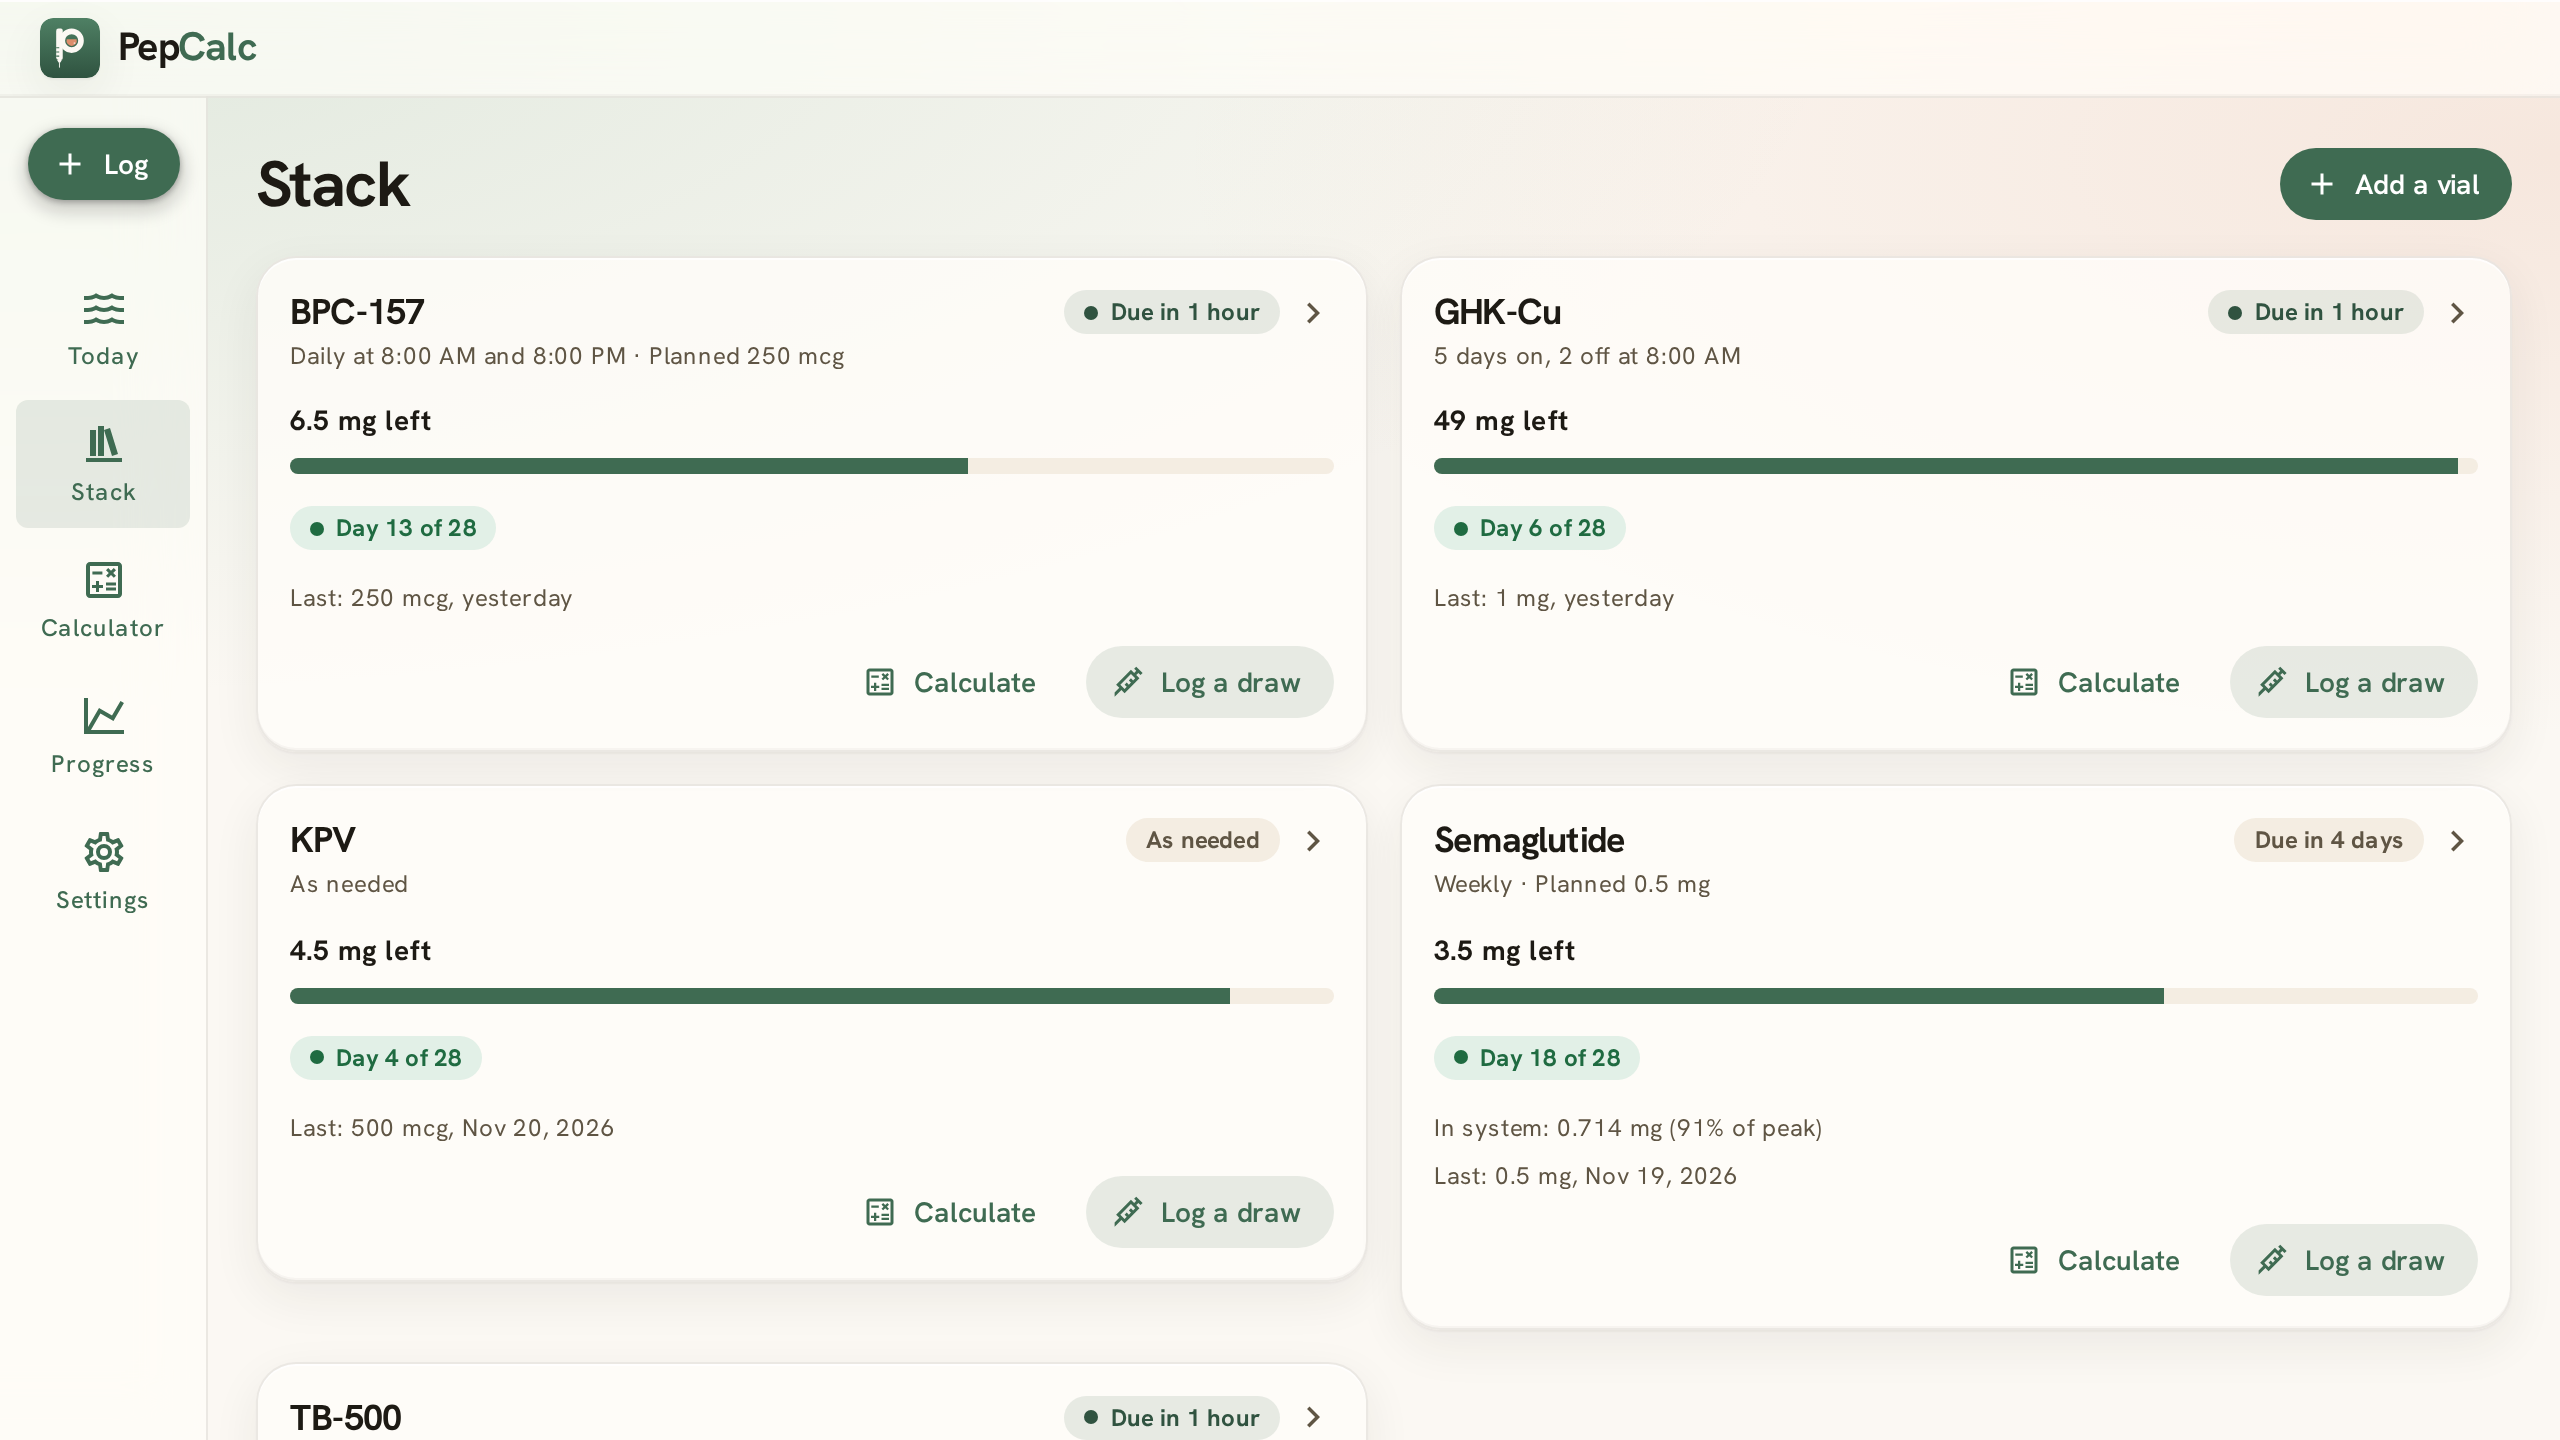 PepCalc
Log
Today
Stack
Calculator
Progress
Settings
Stack
Add a vial
BPC-157
Due in 1 hour
Daily at 8:00 AM and 8:00 PM · Planned 250 mcg
6.5 mg left
Day 13 of 28
Last: 250 mcg, yesterday
Calculate
Log a draw
GHK-Cu
Due in 1 hour
5 days on, 2 off at 8:00 AM
49 mg left
Day 6 of 28
Last: 1 mg, yesterday
Calculate
Log a draw
KPV
As needed
As needed
4.5 mg left
Day 4 of 28
Last: 500 mcg, Nov 20, 2026
Calculate
Log a draw
Semaglutide
Due in 4 days
Weekly · Planned 0.5 mg
3.5 mg left
Day 18 of 28
In system: 0.714 mg (91% of peak)
Last: 0.5 mg, Nov 19, 2026
Calculate
Log a draw
TB-500
Due in 1 hour